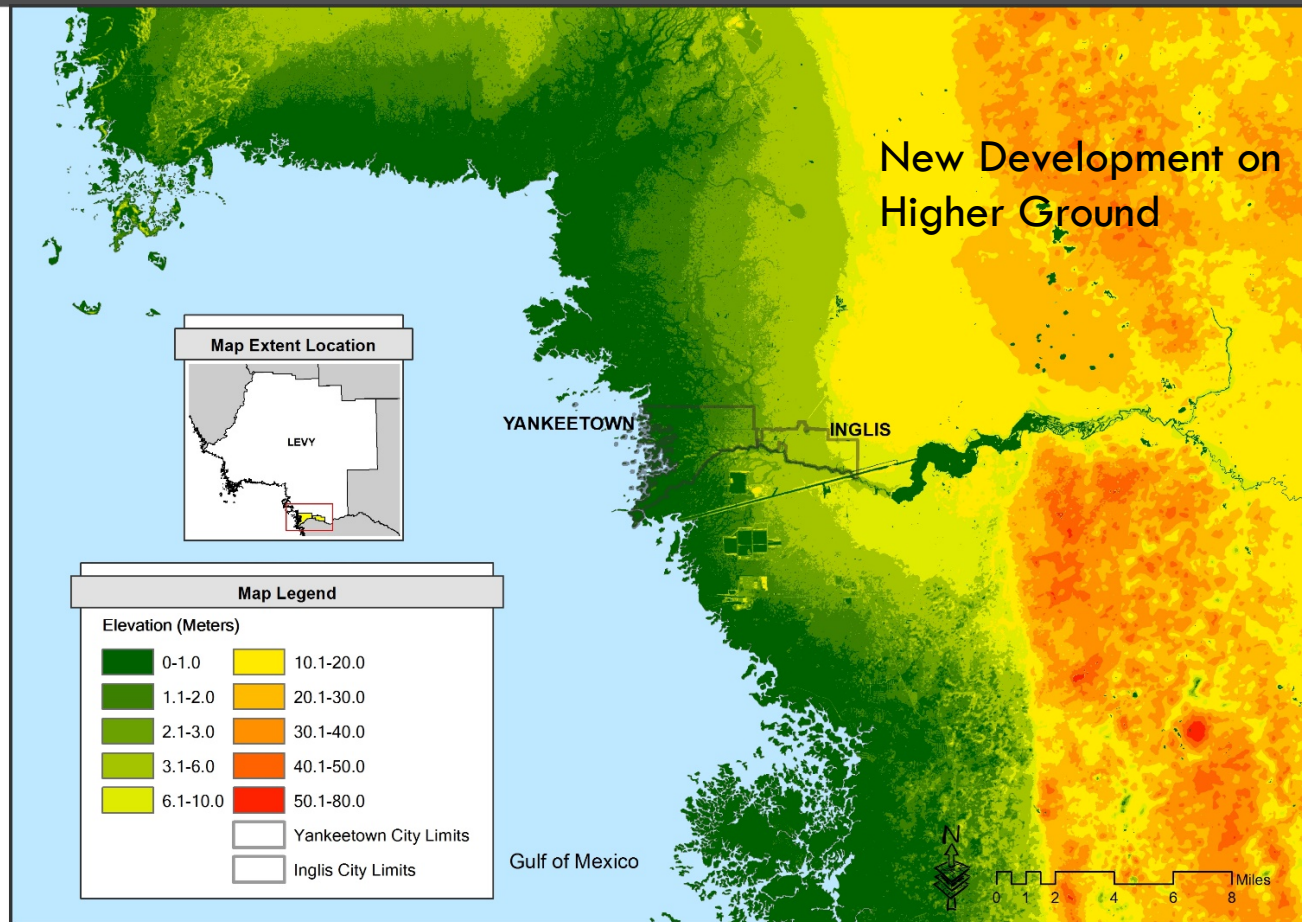 New Development on
Higher Ground
Map Extent Location
LEVY
YANKEETOWN
INGLIS
Map Legend
Elevation (Meters)
0-1.0
1.1-2.0
2.1-3.0
3.1-6.0
6.1-10.0
10.1-20.0
20.1-30.0
30.1-40.0
40.1-50.0
50.1-80.0
Yankeetown City Limits
Inglis City Limits
Gulf of Mexico
N
Miles
0 1 2 4 6 8